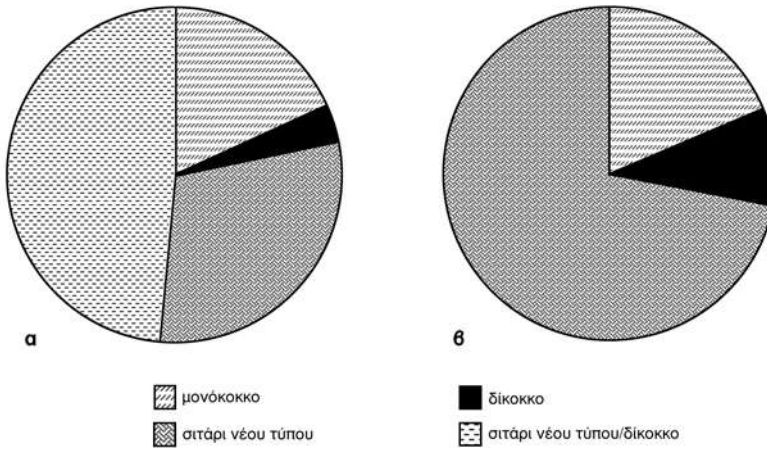 α
β
μονόκοκκο
δίκοκκο
σιτάρι νέου τύπου
σιτάρι νέου τύπου/δίκοκκο